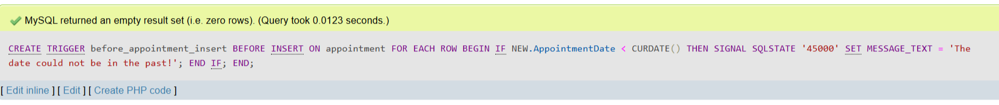 MySQL returned an empty result set (i.e. zero rows). (Query took 0.0123 seconds.)
CREATE TRIGGER before_appointment_insert BEFORE INSERT ON appointment FOR EACH ROW BEGIN IF NEW.AppointmentDate < CURDATE() THEN SIGNAL SQLSTATE '45000' SET MESSAGE_TEXT = 'The
date could not be in the past!'; END IF; END;
[ Edit inline ] [ Edit ] [ Create PHP code ]